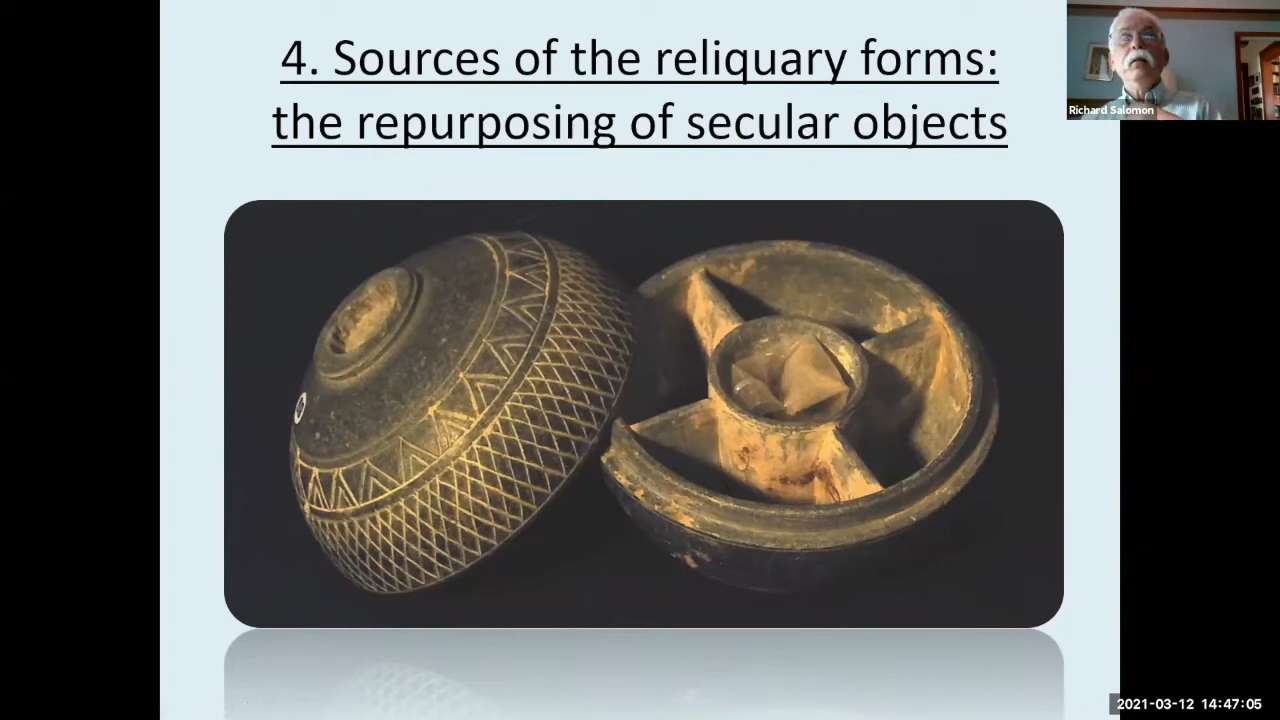 4. Sources of the reliquary forms:
the repurposing of secular objects
Richard Salomon
2021-03-12 14:47:05